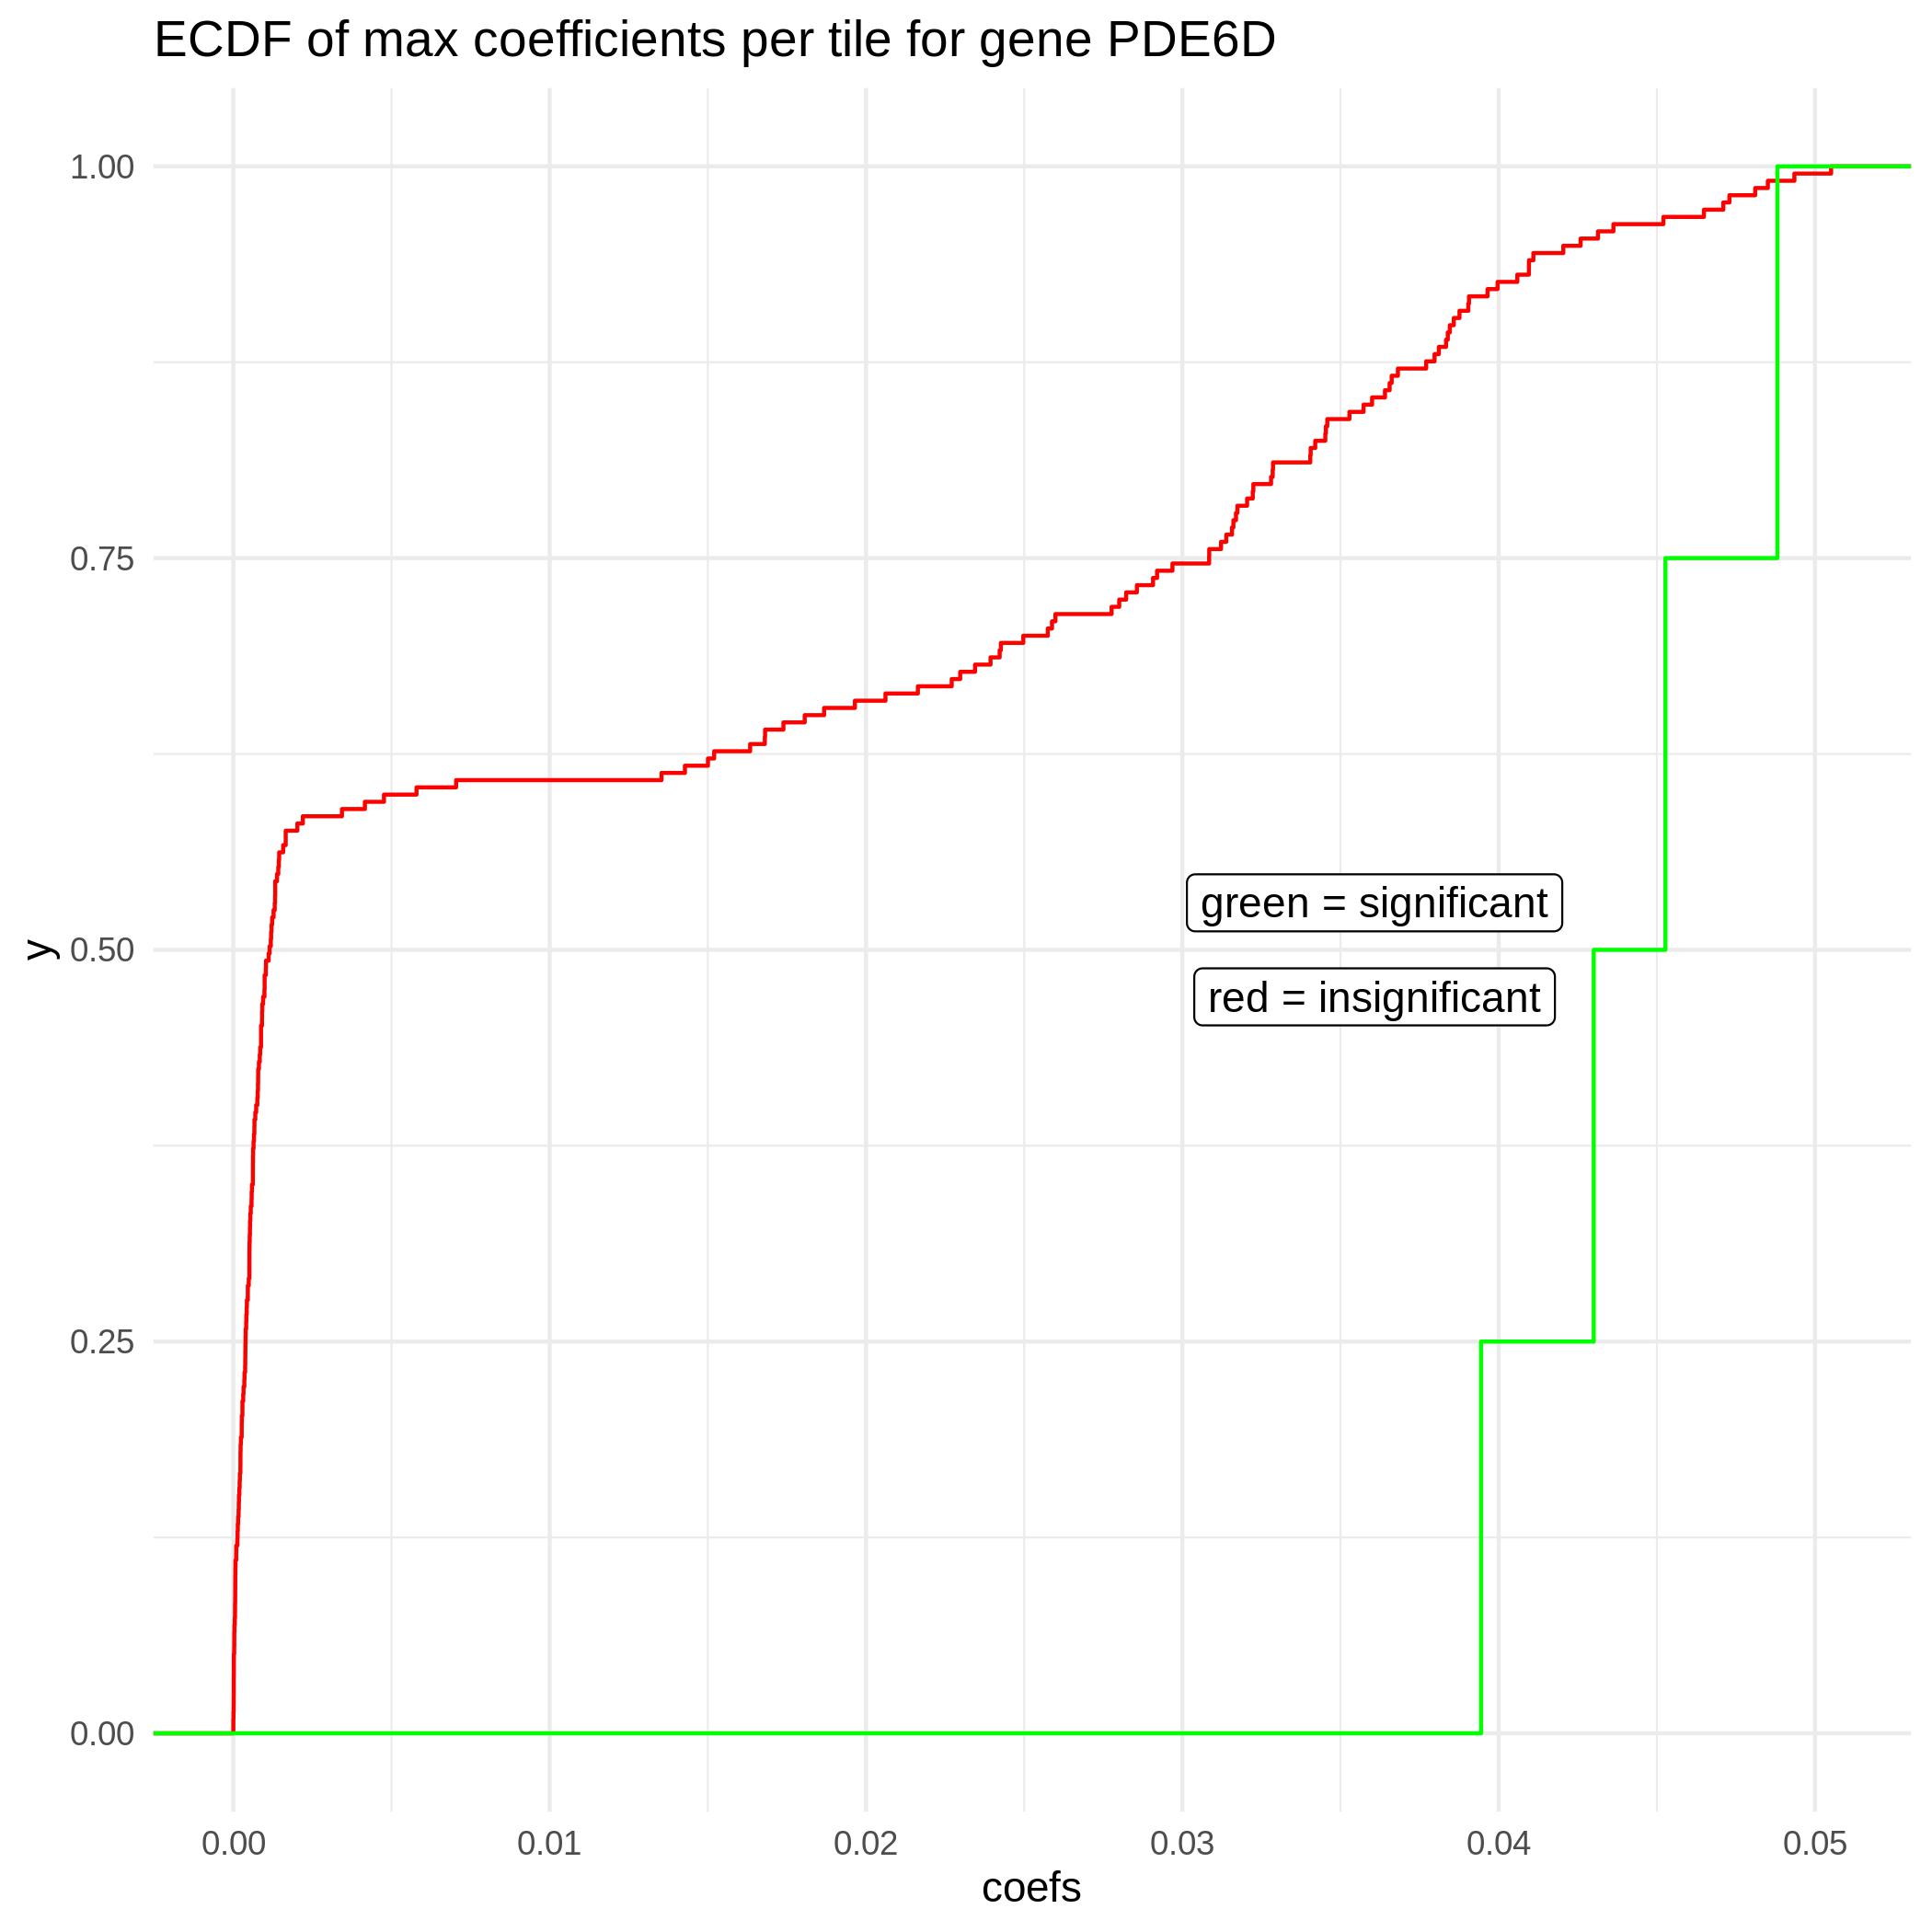 ECDF of max coefficients per tile for gene PDE6D
1.00
0.75
0.50
0.25
0.00
y
green = significant
red = insignificant
0.00 0.01 0.02 0.03 0.04 0.05
coefs